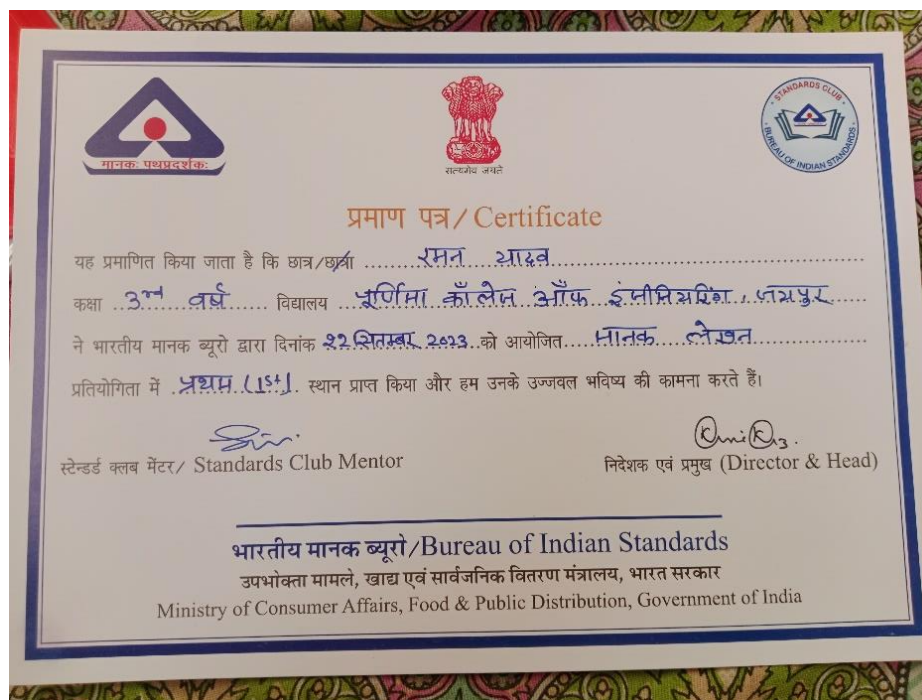 मानक: पथप्रदर्शक:
सत्यमेव जयते
STANDARDS CLUB
BUREAU OF INDIAN STANDARDS
प्रमाण पत्र/Certificate
यह प्रमाणित किया जाता है कि छात्र/छात्रा रमन यादव
कक्षा 3rd वर्ष विद्यालय पूर्णिमा कॉलेज ऑफ इंजीनियरिंग, जयपुर
ने भारतीय मानक ब्यूरो द्वारा दिनांक 22 सितम्बर 2023 को आयोजित मानक लेखन
प्रतियोगिता में प्रथम (1st) स्थान प्राप्त किया और हम उनके उज्जवल भविष्य की कामना करते हैं।
स्टेन्डर्ड क्लब मेंटर/ Standards Club Mentor
निदेशक एवं प्रमुख (Director & Head)
भारतीय मानक ब्यूरो/Bureau of Indian Standards
उपभोक्ता मामले, खाद्य एवं सार्वजनिक वितरण मंत्रालय, भारत सरकार
Ministry of Consumer Affairs, Food & Public Distribution, Government of India